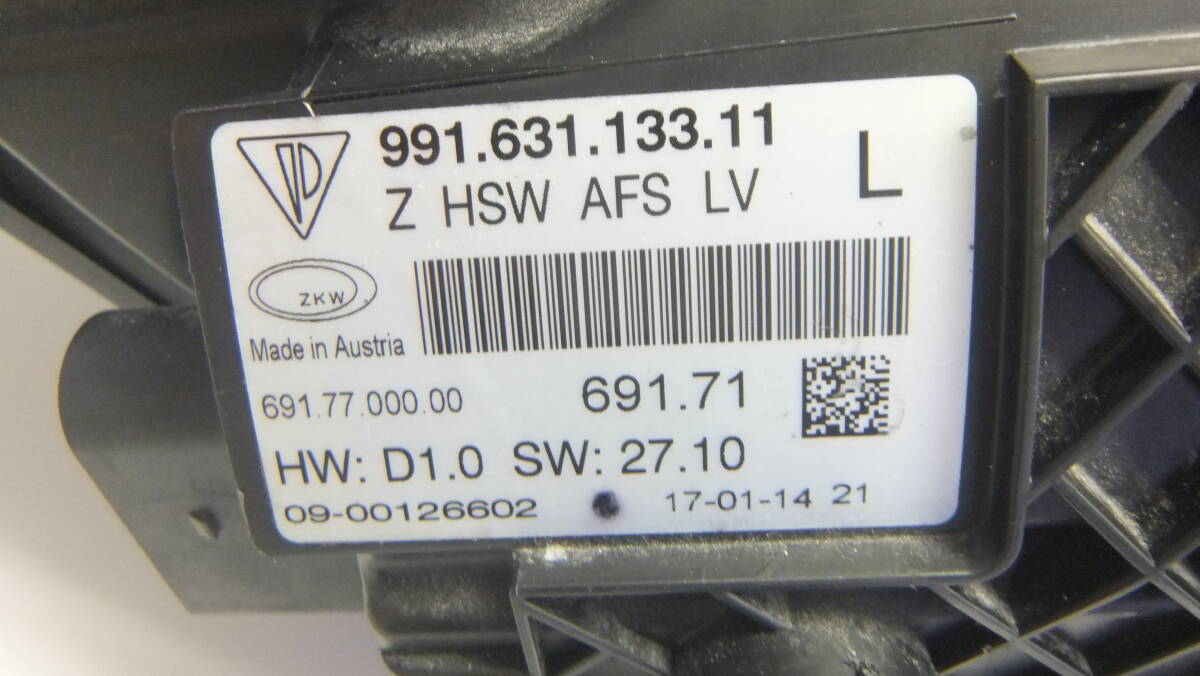 991.631.133.11
Z HSW AFS LV
L
ZKW
Made in Austria
691.77.000.00
691.71
HW: D1.0 SW: 27.10
09-00126602
17-01-14 21